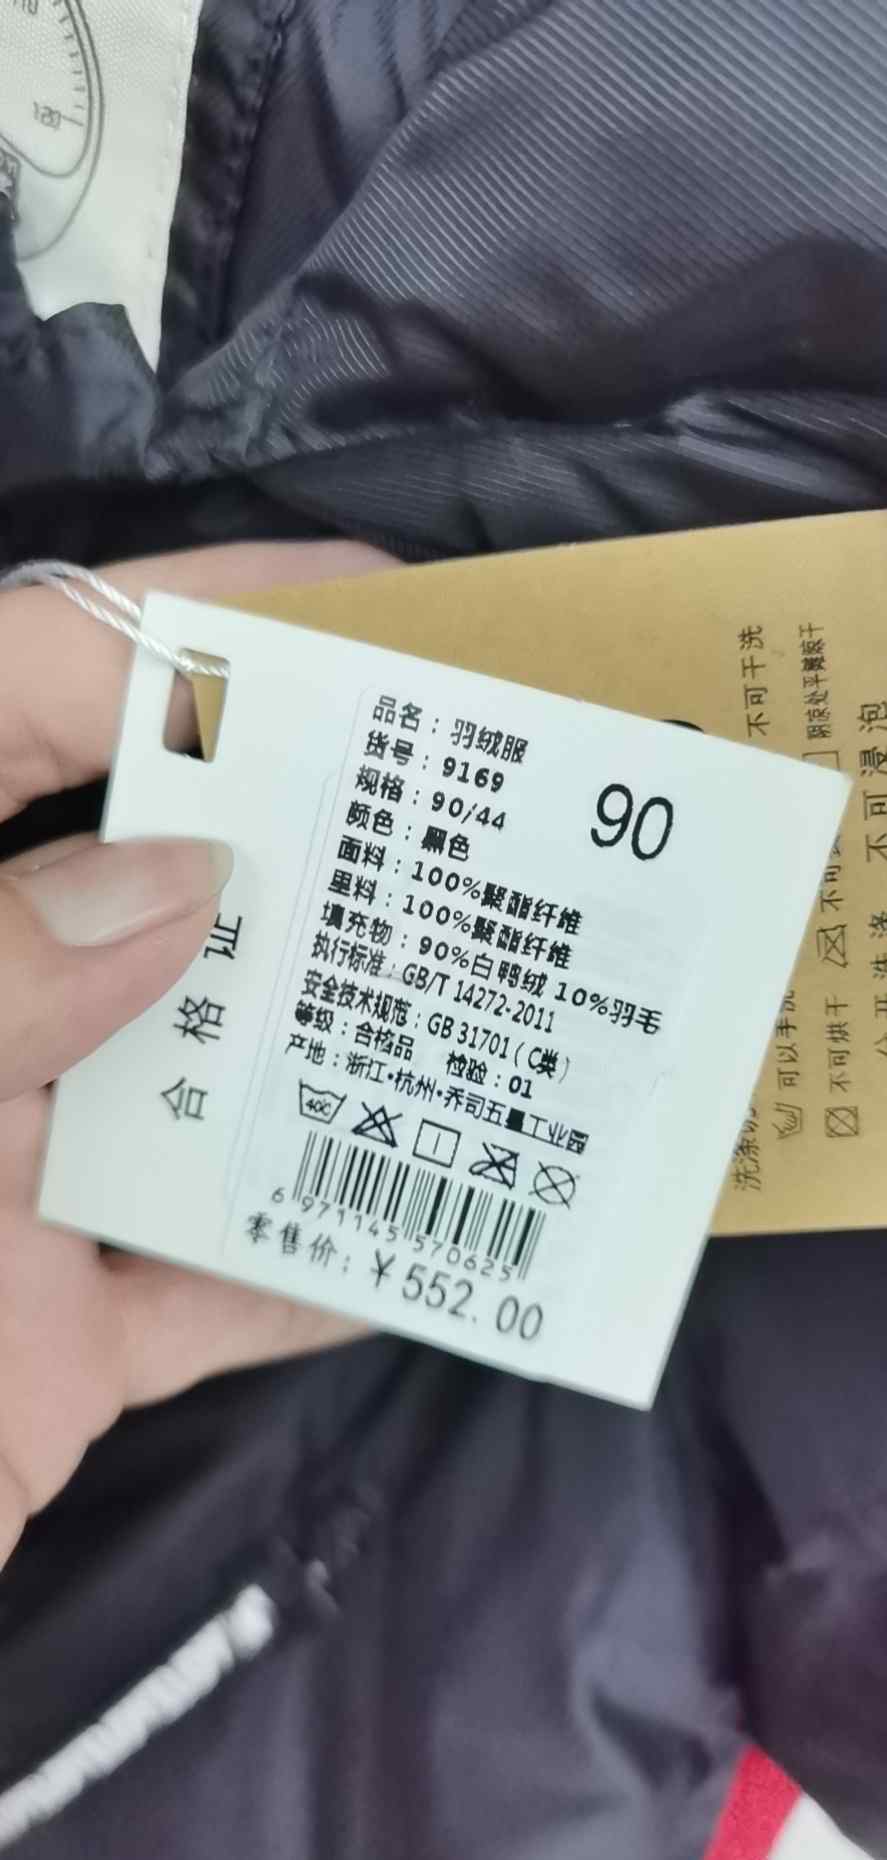 合格证
品名：羽绒服
货号：9169
规格：90/44
90
颜色：黑色
面料：100%聚酯纤维
里料：100%聚酯纤维
填充物：90%白鸭绒 10%羽毛
执行标准：GB/T 14272-2011
安全技术规范：GB 31701（C类）
等级：合格品 检验：01
产地：浙江·杭州·乔司五星工业园
40℃
6 971145 570625
零售价：￥552.00
不可干洗
可以手洗
不可烘干
不可浸泡